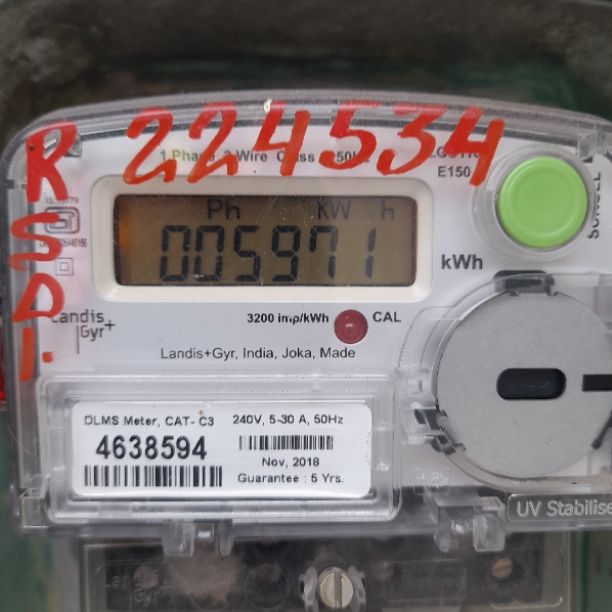 R 224534
S
D
1.
1 Phase 2 Wire
E150
SCROLL
Ph KW h
005971
kWh
3200 imp/kWh CAL
Landis
Gyr+
Landis+Gyr, India, Joka, Made
DLMS Meter, CAT- C3 240V, 5-30 A, 50Hz
4638594
Nov, 2018
Guarantee : 5 Yrs.
UV Stabilise